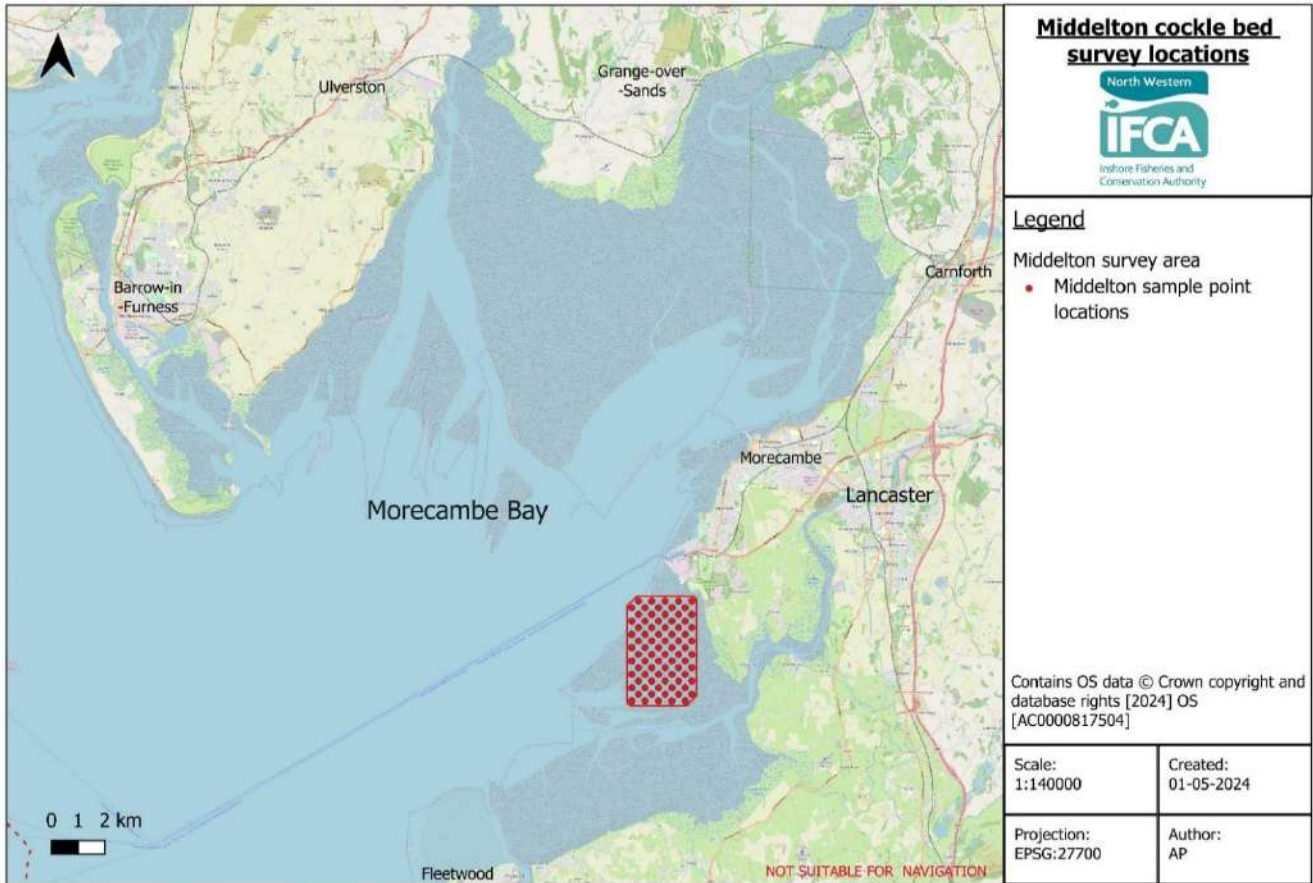 Ulverston
Grange-over
-Sands
Barrow-in
-Furness
Carnforth
Morecambe
Lancaster
Morecambe Bay
0 1 2 km
Fleetwood
NOT SUITABLE FOR NAVIGATION
Middelton cockle bed
survey locations
North Western
IFCA
Inshore Fisheries and
Conservation Authority
Legend
Middelton survey area
Middelton sample point
locations
Contains OS data © Crown copyright and
database rights [2024] OS
[AC0000817504]
Scale:
1:140000
Created:
01-05-2024
Projection:
EPSG:27700
Author:
AP